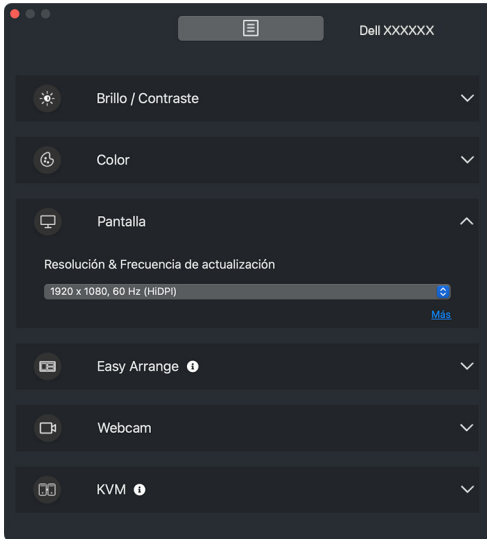 Dell XXXXXX
Brillo / Contraste
Color
Pantalla
Resolución & Frecuencia de actualización
1920 x 1080, 60 Hz (HiDPI)
Más
Easy Arrange
Webcam
KVM